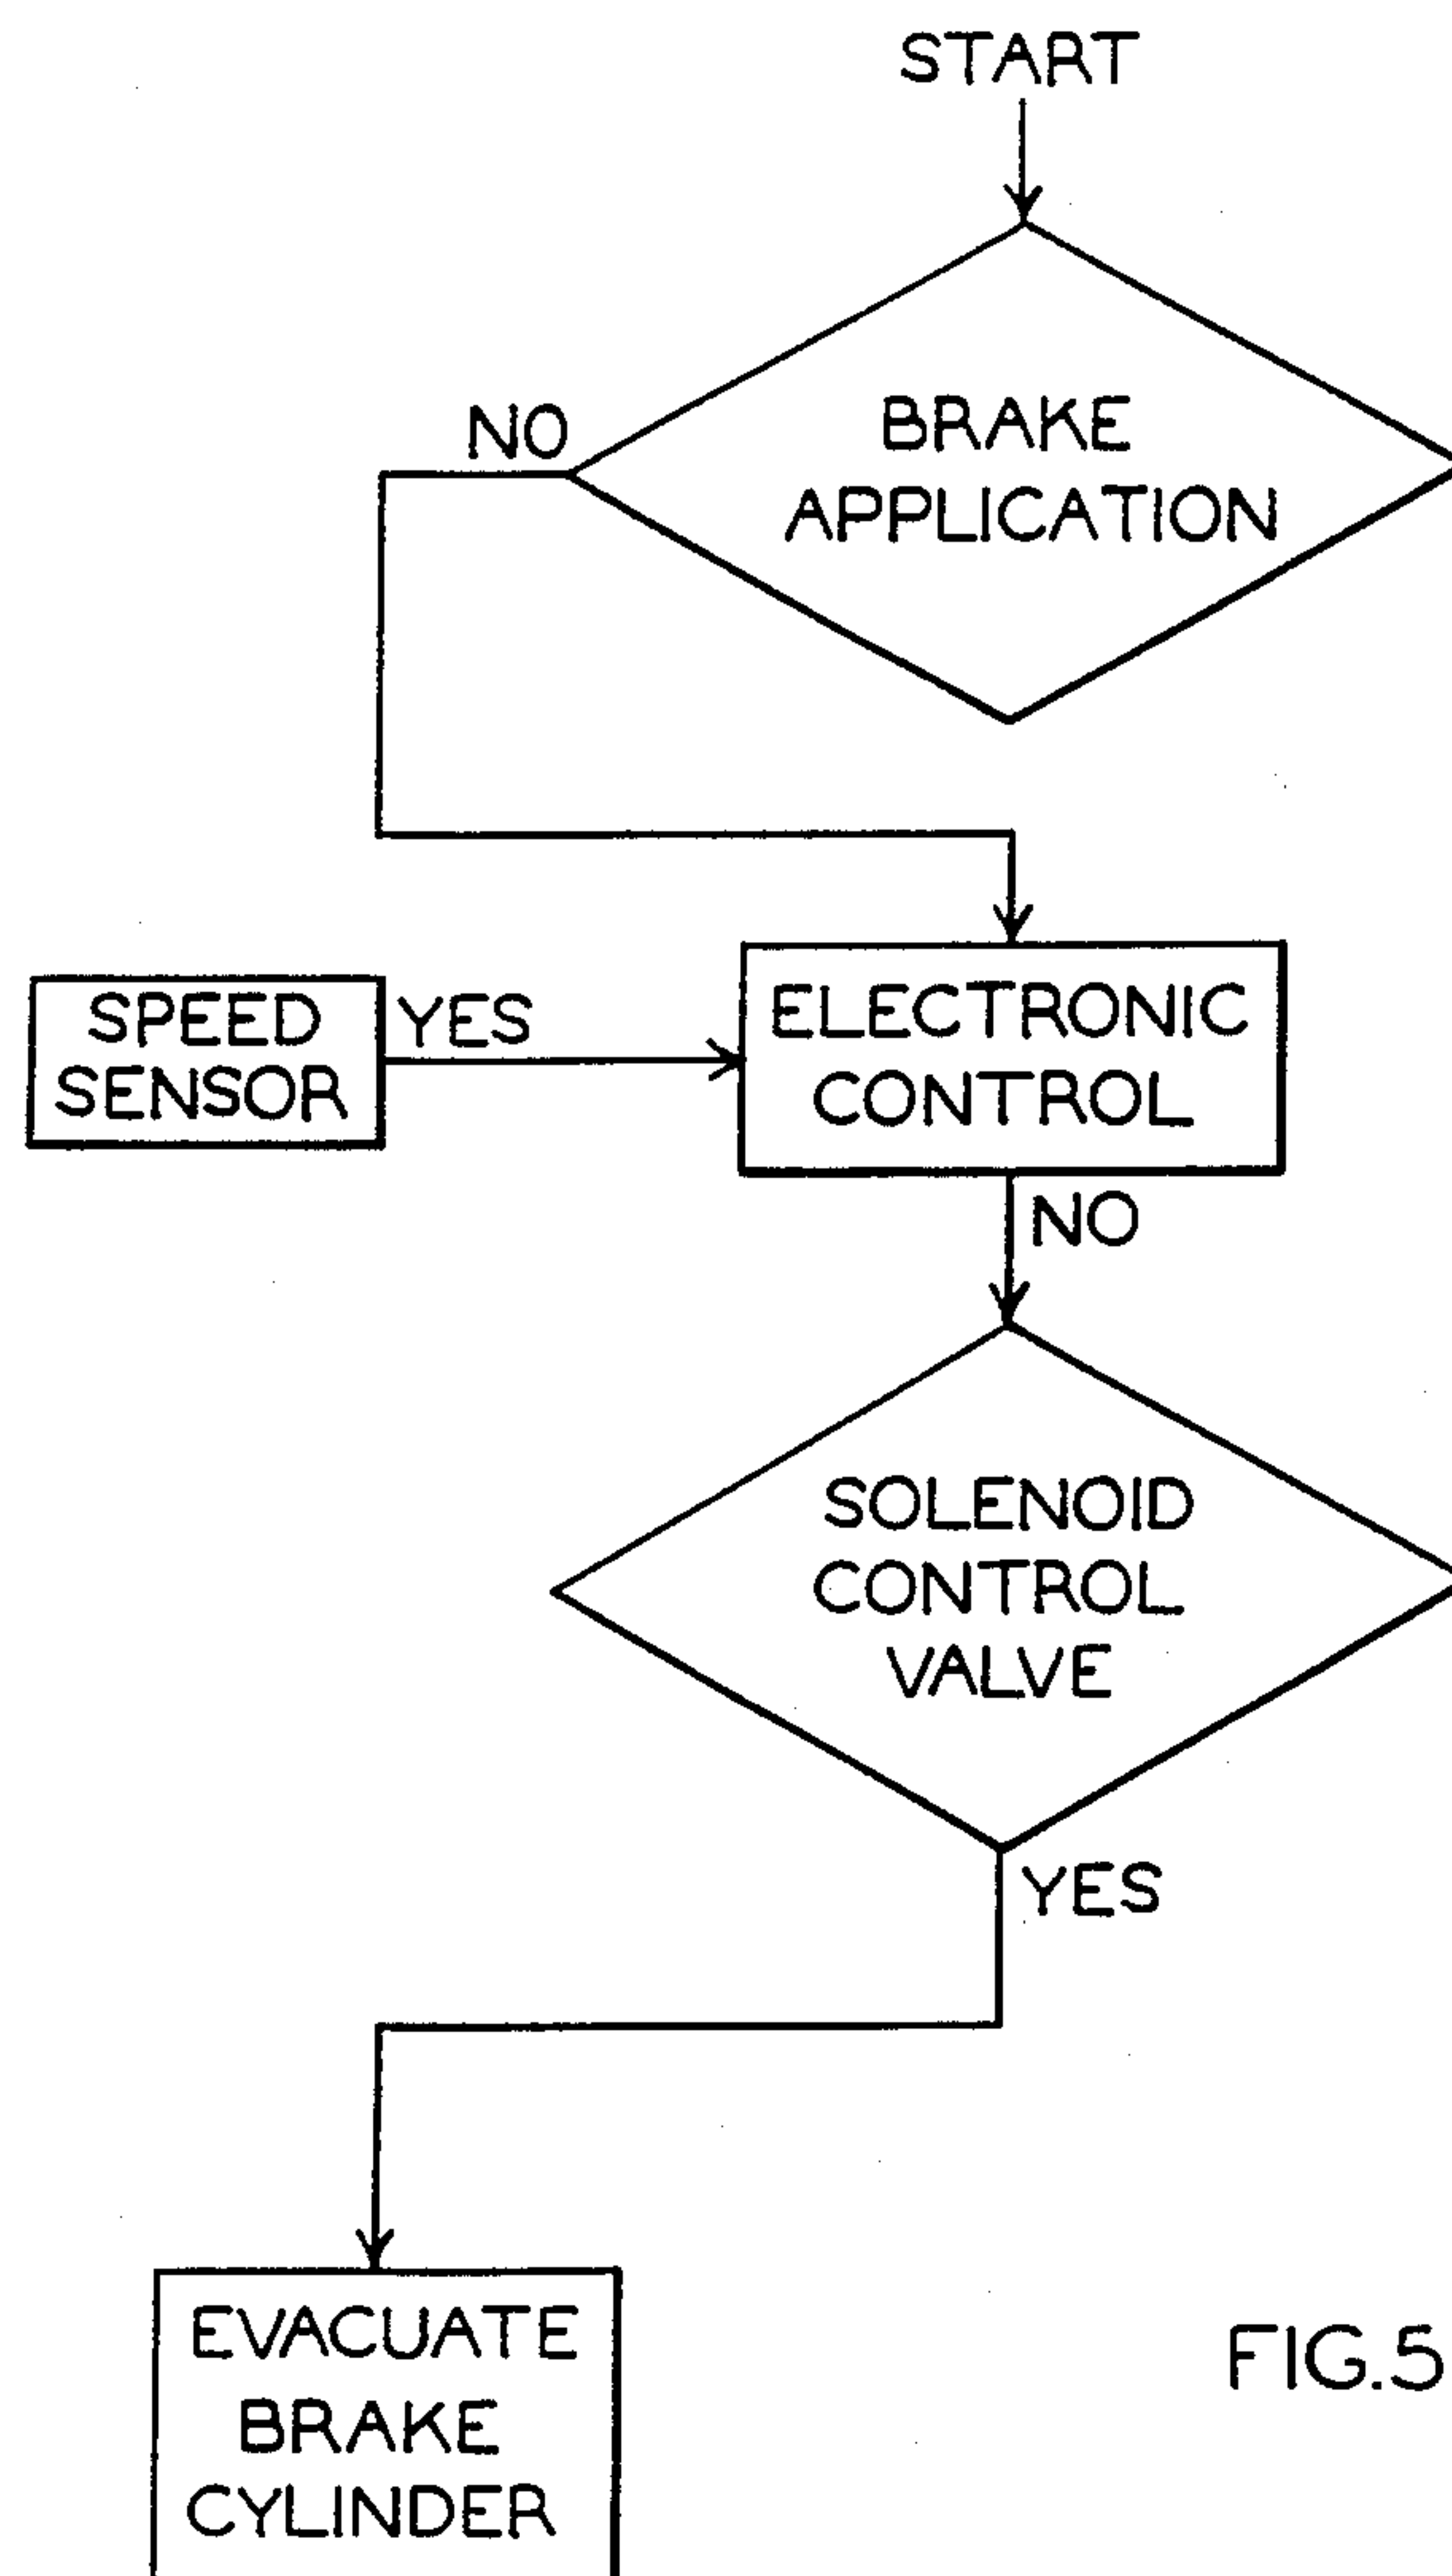 START
NO
BRAKE
APPLICATION
SPEED
SENSOR
YES
ELECTRONIC
CONTROL
NO
SOLENOID
CONTROL
VALVE
YES
EVACUATE
BRAKE
CYLINDER
FIG.5